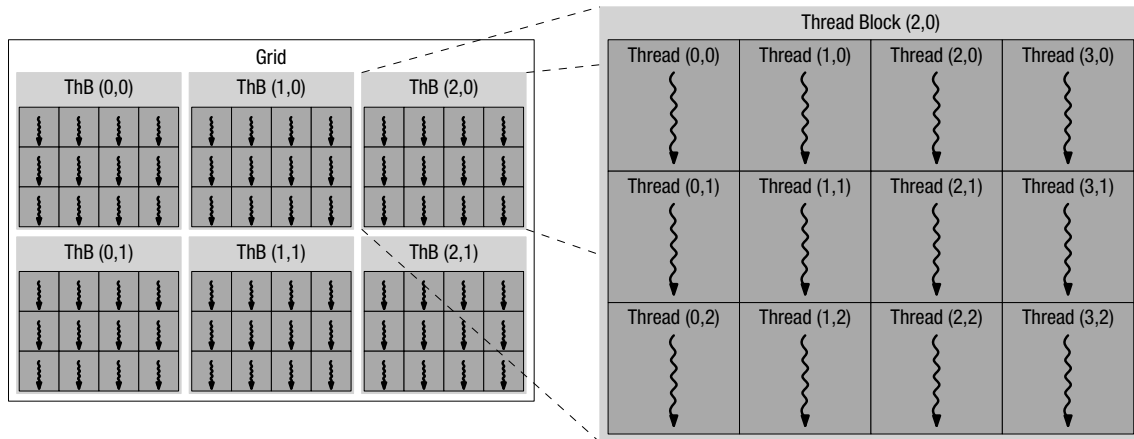 Grid
ThB (0,0) ThB (1,0) ThB (2,0)
ThB (0,1) ThB (1,1) ThB (2,1)
Thread Block (2,0)
Thread (0,0) Thread (1,0) Thread (2,0) Thread (3,0)
Thread (0,1) Thread (1,1) Thread (2,1) Thread (3,1)
Thread (0,2) Thread (1,2) Thread (2,2) Thread (3,2)